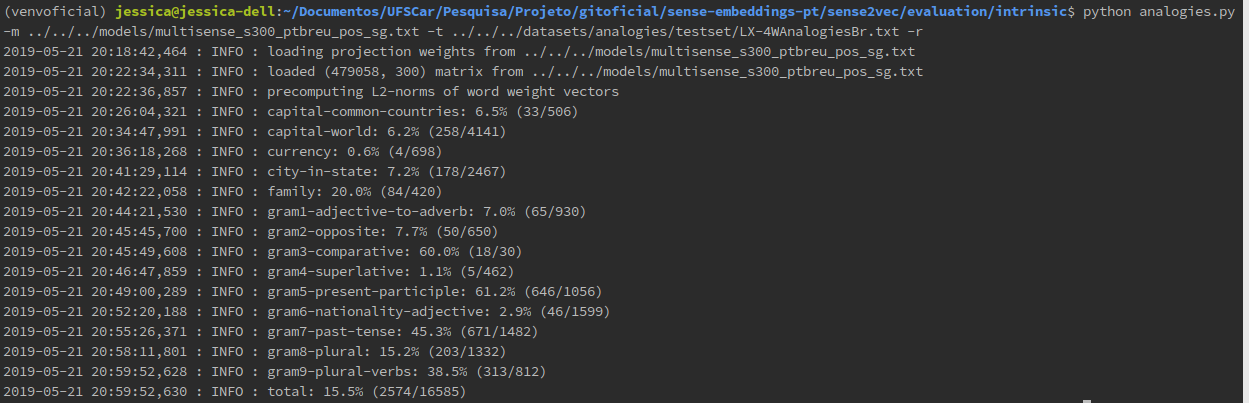 (venvoficial) jessica@jessica-dell:~/Documentos/UFSCar/Pesquisa/Projeto/gitoficial/sense-embeddings-pt/sense2vec/evaluation/intrinsic$ python analogies.py
-m ../../../models/multisense_s300_ptbreu_pos_sg.txt -t ../../../datasets/analogies/testset/LX-4WAnalogiesBr.txt -r
2019-05-21 20:18:42,464 : INFO : loading projection weights from ../../../models/multisense_s300_ptbreu_pos_sg.txt
2019-05-21 20:22:34,311 : INFO : loaded (479058, 300) matrix from ../../../models/multisense_s300_ptbreu_pos_sg.txt
2019-05-21 20:22:36,857 : INFO : precomputing L2-norms of word weight vectors
2019-05-21 20:26:04,321 : INFO : capital-common-countries: 6.5% (33/506)
2019-05-21 20:34:47,991 : INFO : capital-world: 6.2% (258/4141)
2019-05-21 20:36:18,268 : INFO : currency: 0.6% (4/698)
2019-05-21 20:41:29,114 : INFO : city-in-state: 7.2% (178/2467)
2019-05-21 20:42:22,058 : INFO : family: 20.0% (84/420)
2019-05-21 20:44:21,530 : INFO : gram1-adjective-to-adverb: 7.0% (65/930)
2019-05-21 20:45:45,700 : INFO : gram2-opposite: 7.7% (50/650)
2019-05-21 20:45:49,608 : INFO : gram3-comparative: 60.0% (18/30)
2019-05-21 20:46:47,859 : INFO : gram4-superlative: 1.1% (5/462)
2019-05-21 20:49:00,289 : INFO : gram5-present-participle: 61.2% (646/1056)
2019-05-21 20:52:20,188 : INFO : gram6-nationality-adjective: 2.9% (46/1599)
2019-05-21 20:55:26,371 : INFO : gram7-past-tense: 45.3% (671/1482)
2019-05-21 20:58:11,801 : INFO : gram8-plural: 15.2% (203/1332)
2019-05-21 20:59:52,628 : INFO : gram9-plural-verbs: 38.5% (313/812)
2019-05-21 20:59:52,630 : INFO : total: 15.5% (2574/16585)